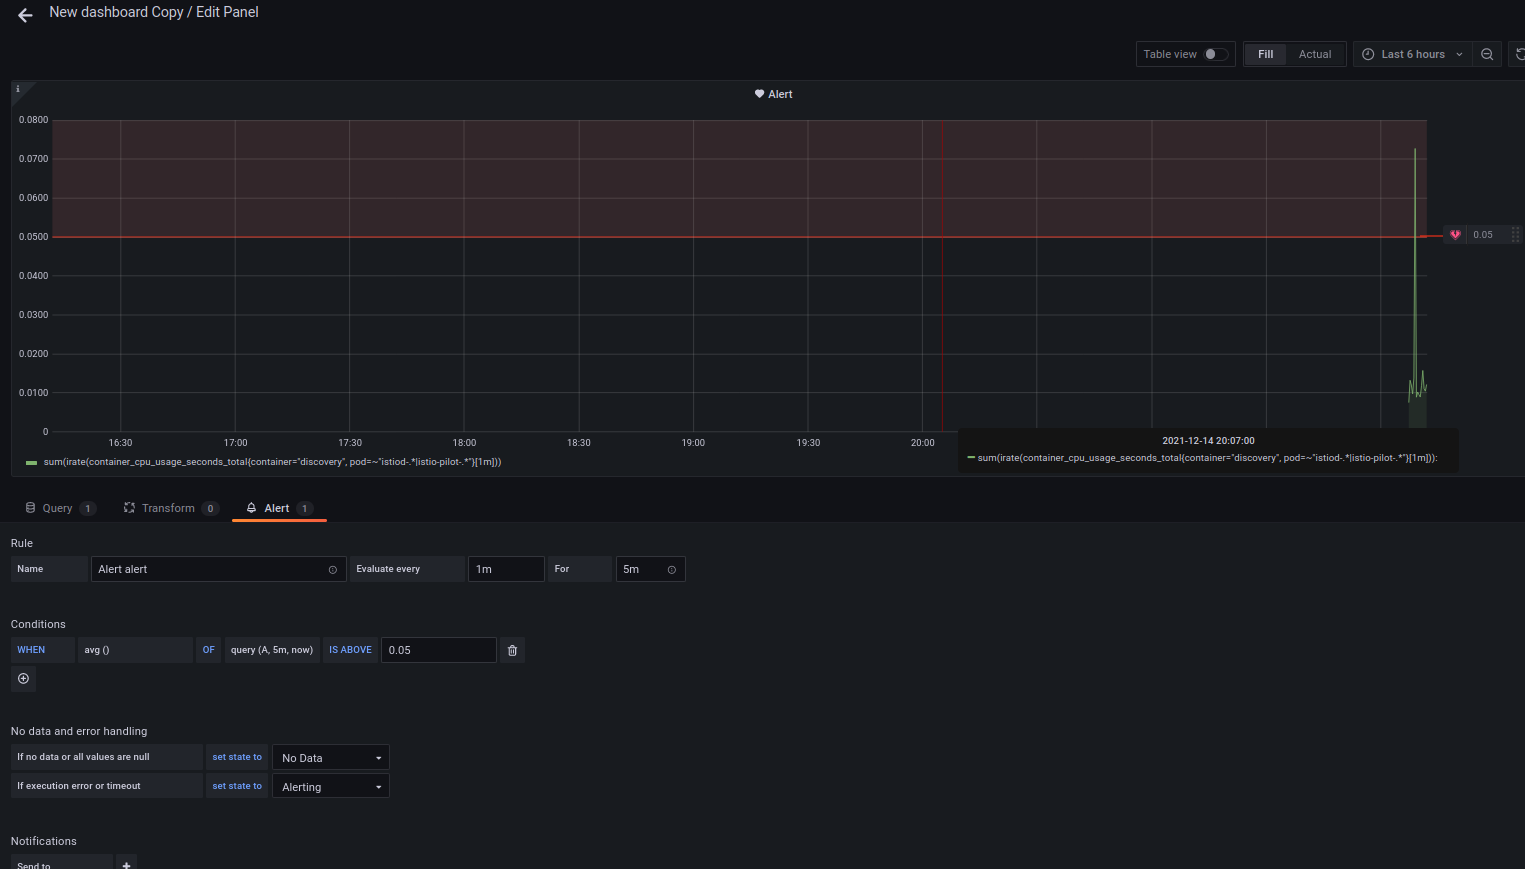 New dashboard Copy / Edit Panel
Table view Fill Actual Last 6 hours
i
Alert
0.0800
0.0700
0.0600
0.0500
0.05
0.0400
0.0300
0.0200
0.0100
0
16:30 17:00 17:30 18:00 18:30 19:00 19:30 20:00
2021-12-14 20:07:00
sum(irate(container_cpu_usage_seconds_total{container="discovery", pod=~"istiod-.*|istio-pilot-.*"}[1m])):
sum(irate(container_cpu_usage_seconds_total{container="discovery", pod=~"istiod-.*|istio-pilot-.*"}[1m]))
Query 1 Transform 0 Alert 1
Rule
Name Alert alert Evaluate every 1m For 5m
Conditions
WHEN avg () OF query (A, 5m, now) IS ABOVE 0.05
No data and error handling
If no data or all values are null set state to No Data
If execution error or timeout set state to Alerting
Notifications
Send to +